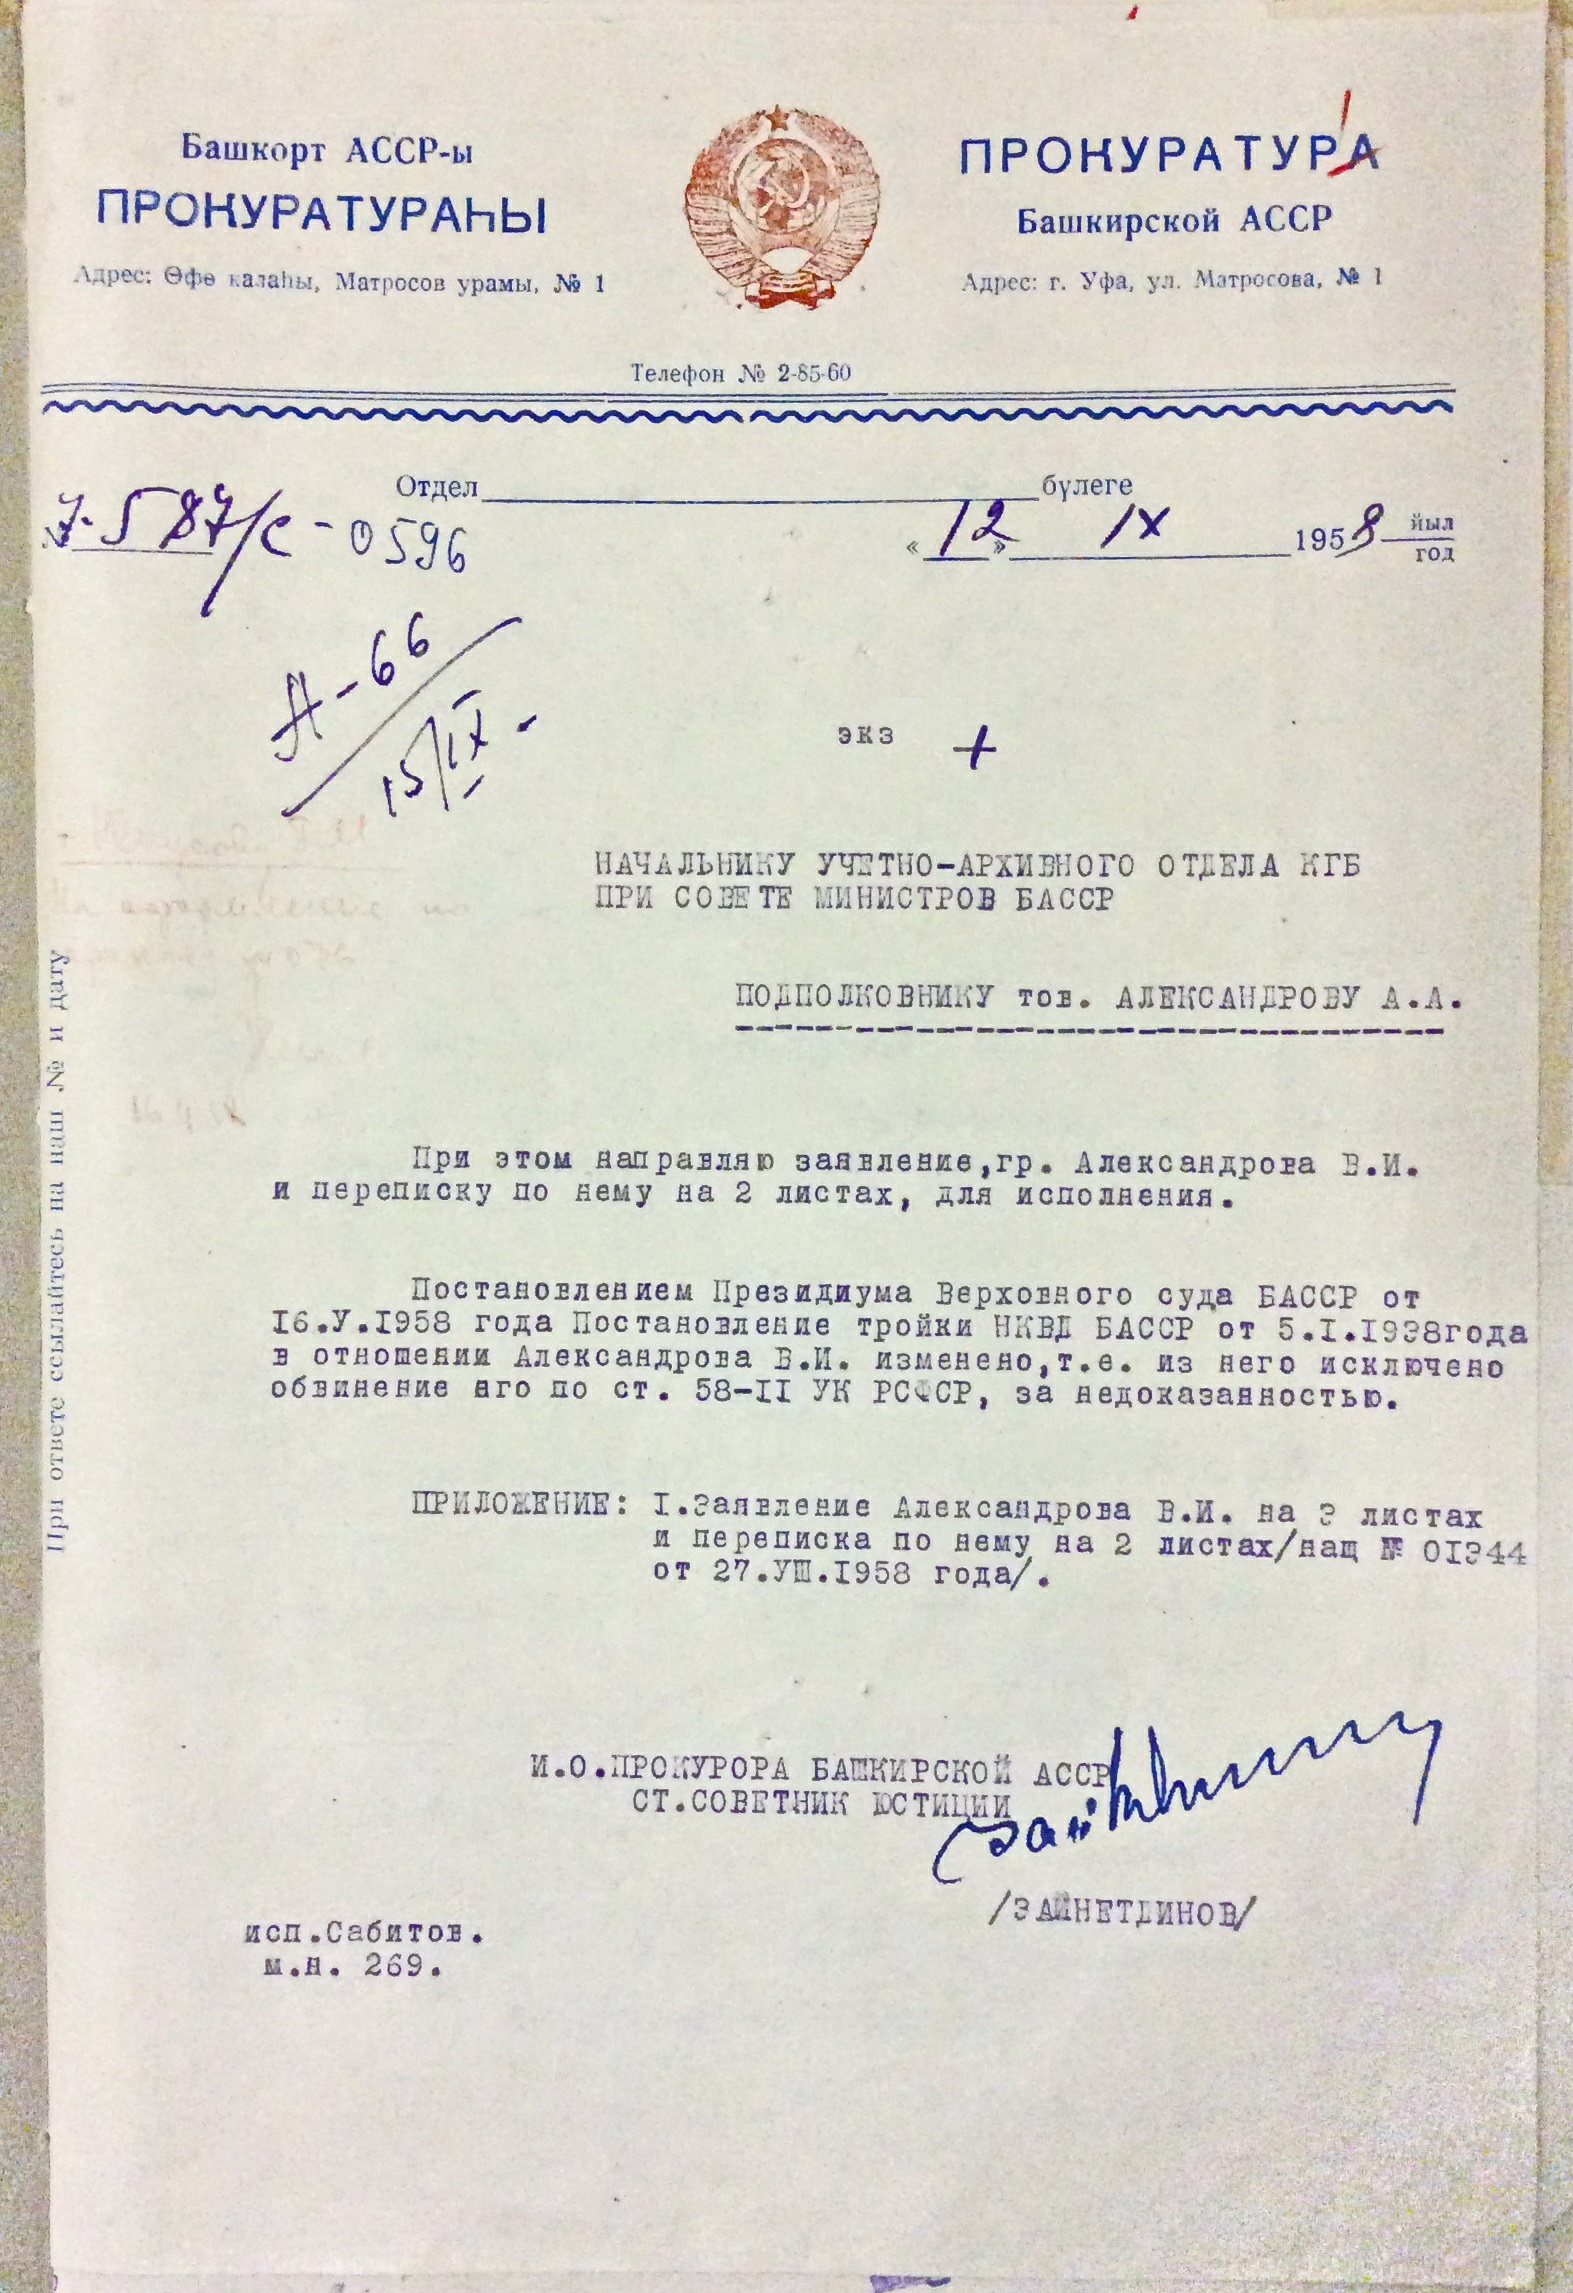 Башкорт АССР-ы
ПРОКУРАТУРАҺЫ
Адрес: Өфө калаһы, Матросов урамы, № 1
ПРОКУРАТУРА
Башкирской АССР
Адрес: г. Уфа, ул. Матросова, № 1
Телефон № 2-85-60
Отдел бүлеге
7-587/с - 0596
« 12 » IX 1958 йыл
год
А-66
15/IX-
экз +
НАЧАЛЬНИКУ УЧЕТНО-АРХИВНОГО ОТДЕЛА КГБ
ПРИ СОВЕТЕ МИНИСТРОВ БАССР
ПОДПОЛКОВНИКУ тов. АЛЕКСАНДРОВУ А.А.
При ответе ссылайтесь на наш № и дату
При этом направляю заявление,гр. Александрова В.И.
и переписку по нему на 2 листах, для исполнения.
Постановлением Президиума Верховного суда БАССР от
I6.У.I958 года Постановление тройки НКВД БАССР от 5.I.I938года
в отношении Александрова В.И. изменено,т.е. из него исключено
обвинение его по ст. 58-II УК РСФСР, за недоказанностью.
ПРИЛОЖЕНИЕ: I.Заявление Александрова В.И. на 3 листах
и переписка по нему на 2 листах/нащ № 0I344
от 27.УШ.I958 года/.
И.О.ПРОКУРОРА БАШКИРСКОЙ АССР
СТ.СОВЕТНИК ЮСТИЦИИ
/ЗАЙНЕТДИНОВ/
исп.Сабитов.
м.н. 269.